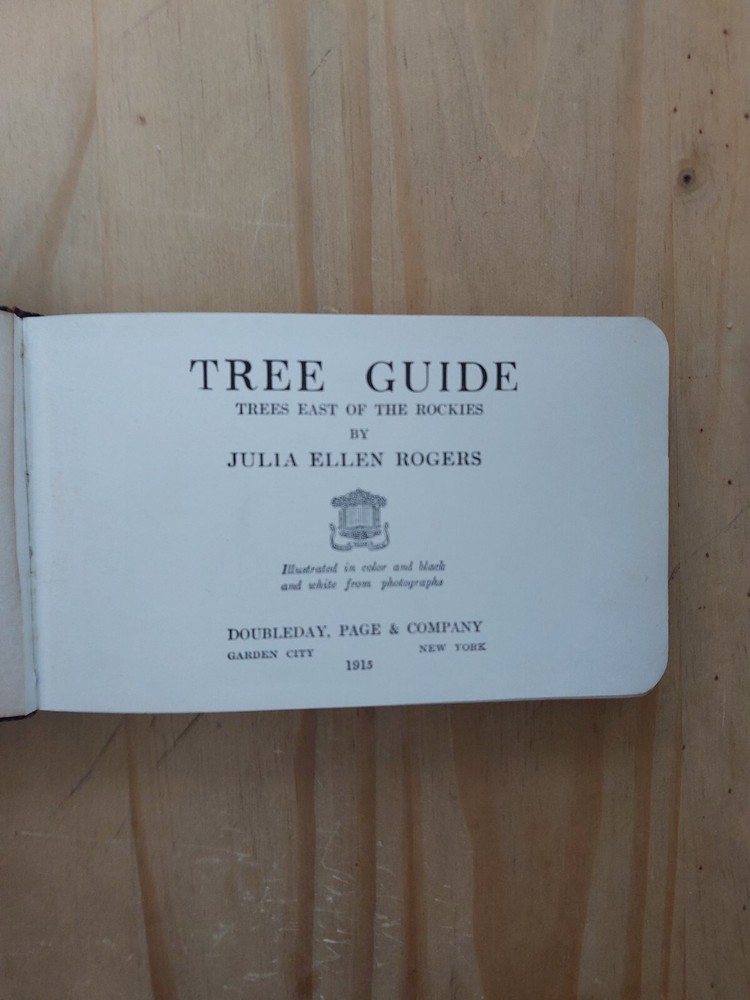 TREE GUIDE
TREES EAST OF THE ROCKIES
BY
JULIA ELLEN ROGERS
Illustrated in color and black
and white from photographs
DOUBLEDAY, PAGE & COMPANY
GARDEN CITY NEW YORK
1915